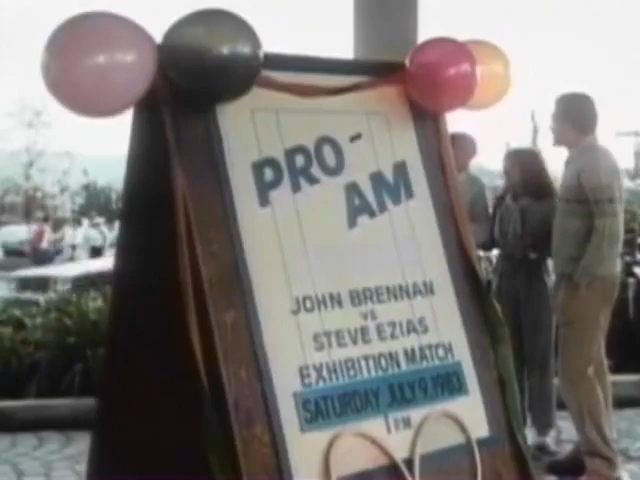 PRO-
AM
JOHN BRENNAN
VS
STEVE EZIAS
EXHIBITION MATCH
SATURDAY, JULY 9, 1983
1 PM